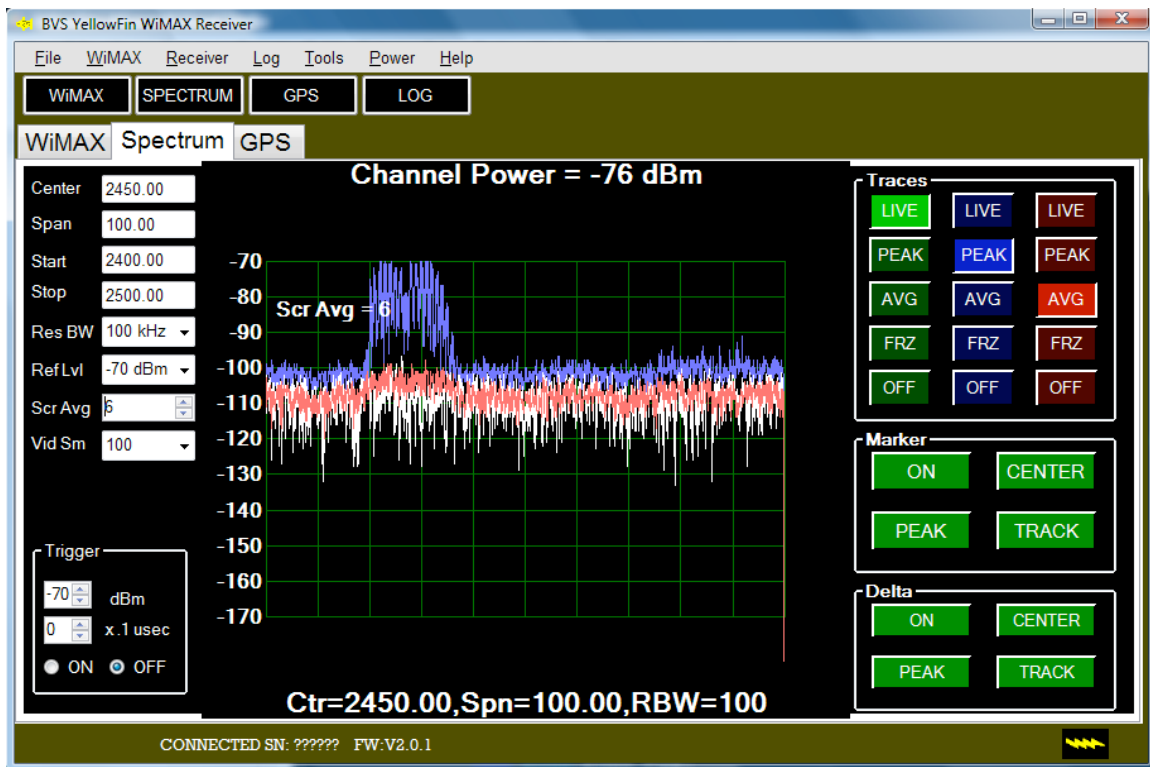 BVS YellowFin WiMAX Receiver
File WiMAX Receiver Log Tools Power Help
WiMAX SPECTRUM GPS LOG
WiMAX Spectrum GPS
Channel Power = -76 dBm
Center 2450.00
Span 100.00
Start 2400.00
Stop 2500.00
Res BW 100 kHz
Ref Lvl -70 dBm
Scr Avg 6
Vid Sm 100
Trigger
-70 dBm
0 x .1 usec
ON OFF
-70
-80
Scr Avg = 6
-90
-100
-110
-120
-130
-140
-150
-160
-170
Ctr=2450.00,Spn=100.00,RBW=100
Traces
LIVE LIVE LIVE
PEAK PEAK PEAK
AVG AVG AVG
FRZ FRZ FRZ
OFF OFF OFF
Marker
ON CENTER
PEAK TRACK
Delta
ON CENTER
PEAK TRACK
CONNECTED SN: ?????? FW:V2.0.1